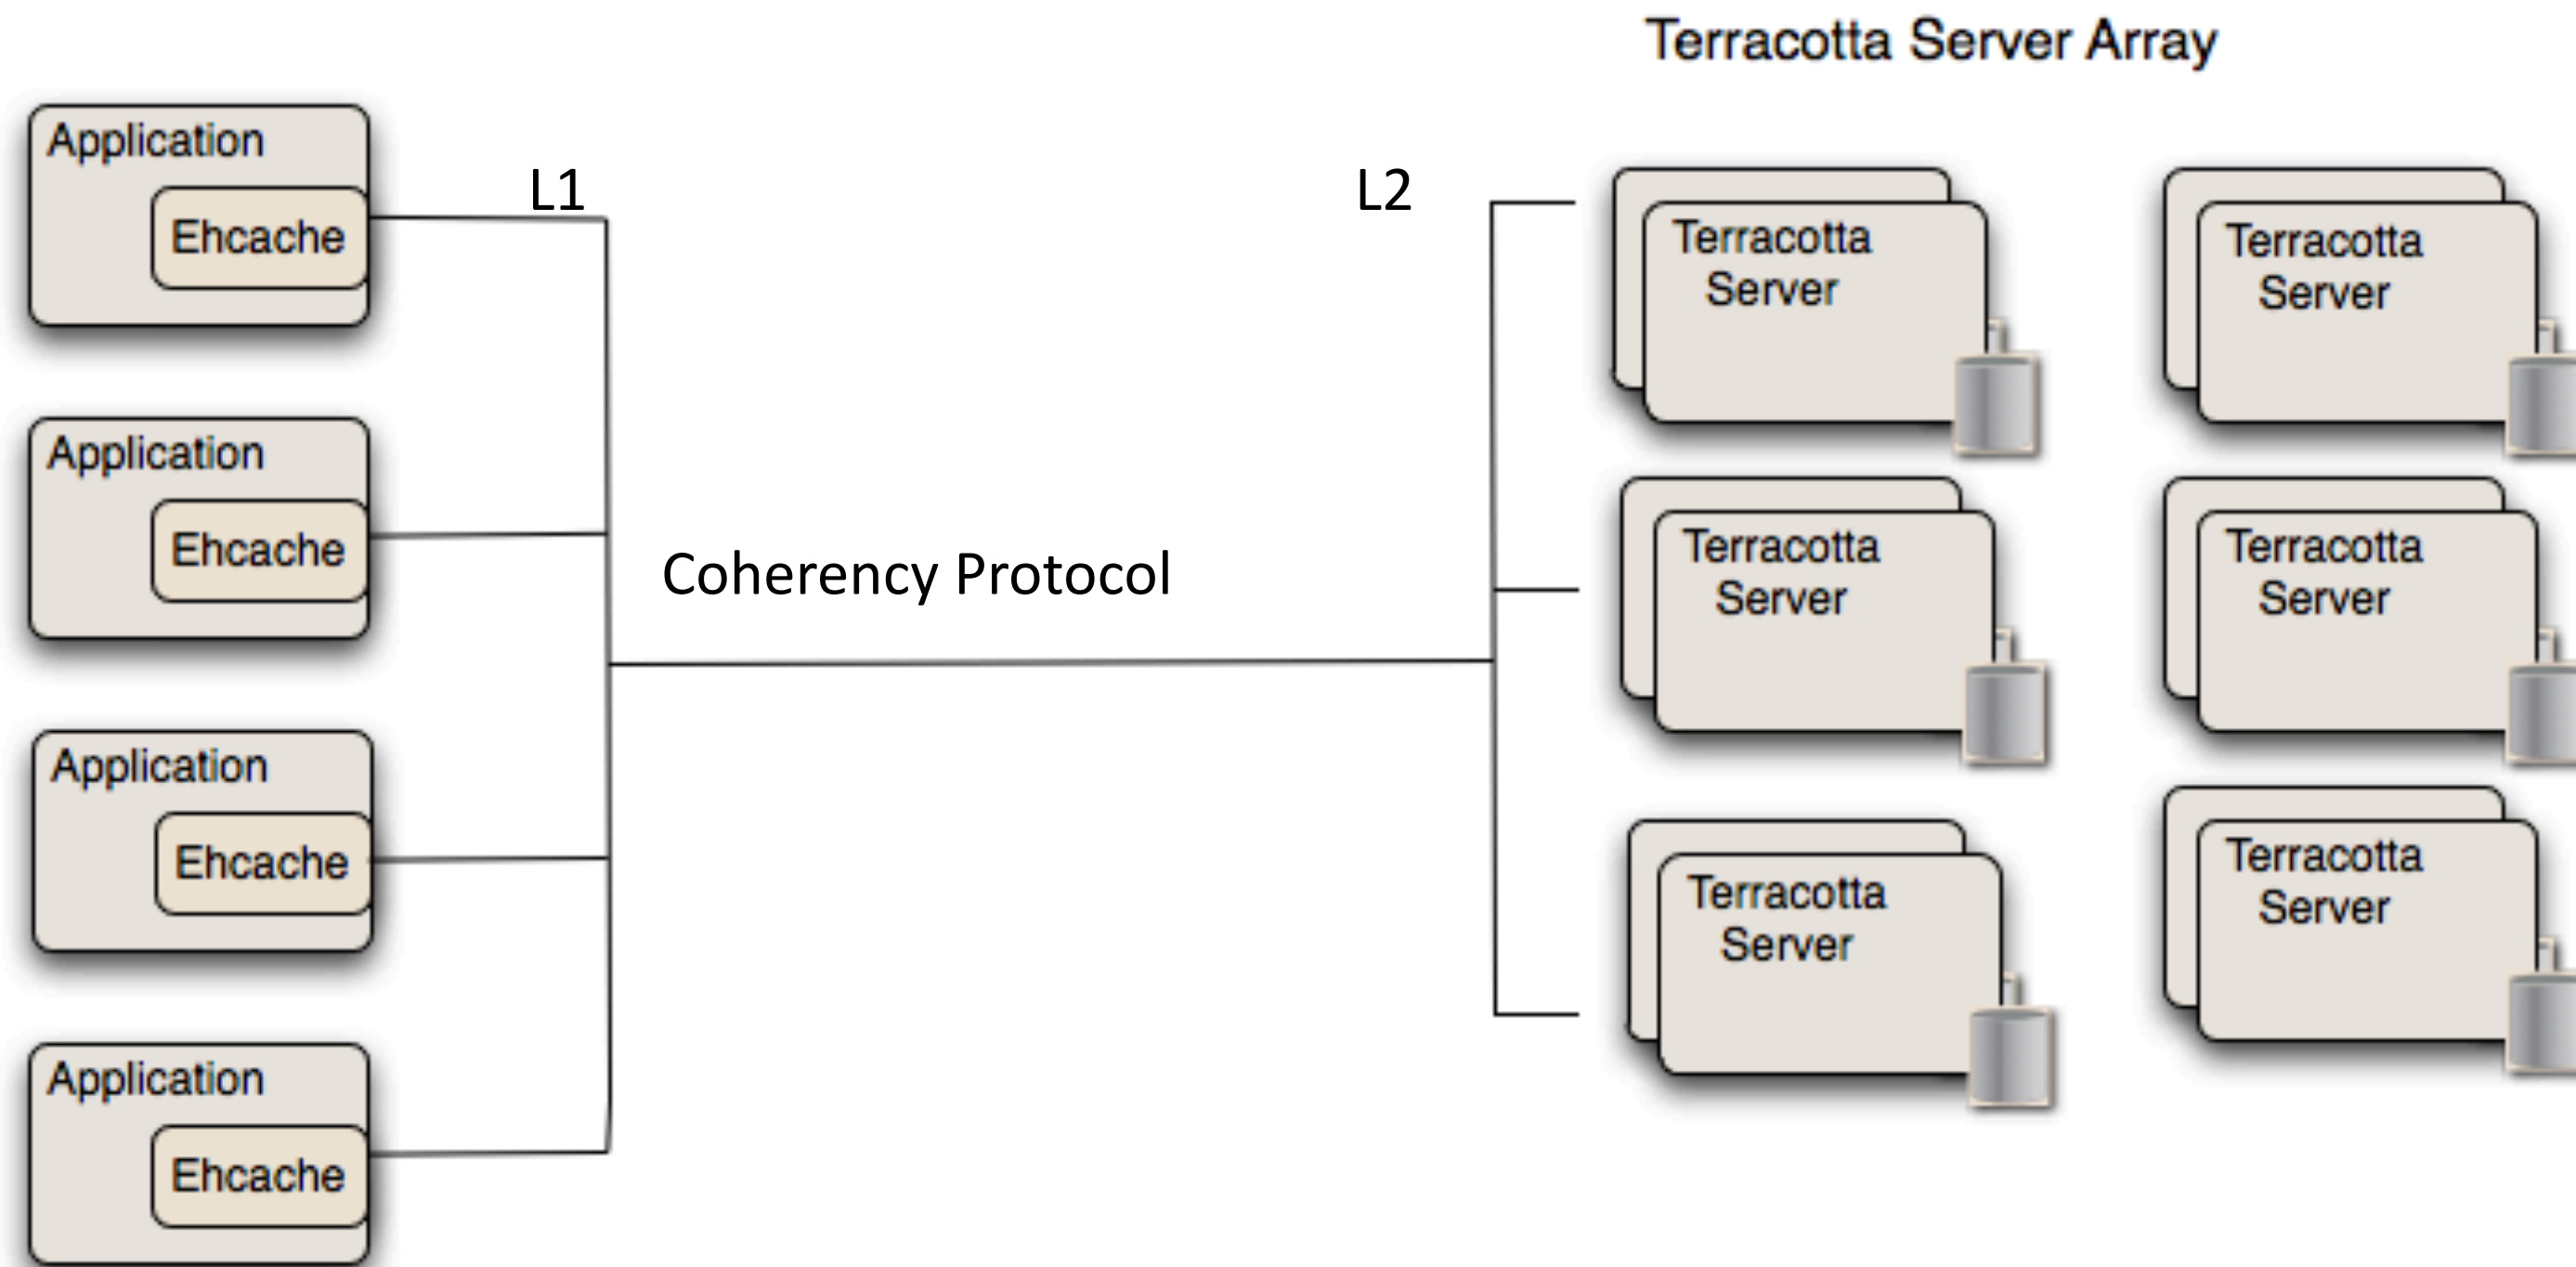 Terracotta Server Array
Application
Ehcache
L1
Application
Ehcache
Application
Ehcache
Application
Ehcache
Coherency Protocol
L2
Terracotta
Server
Terracotta
Server
Terracotta
Server
Terracotta
Server
Terracotta
Server
Terracotta
Server